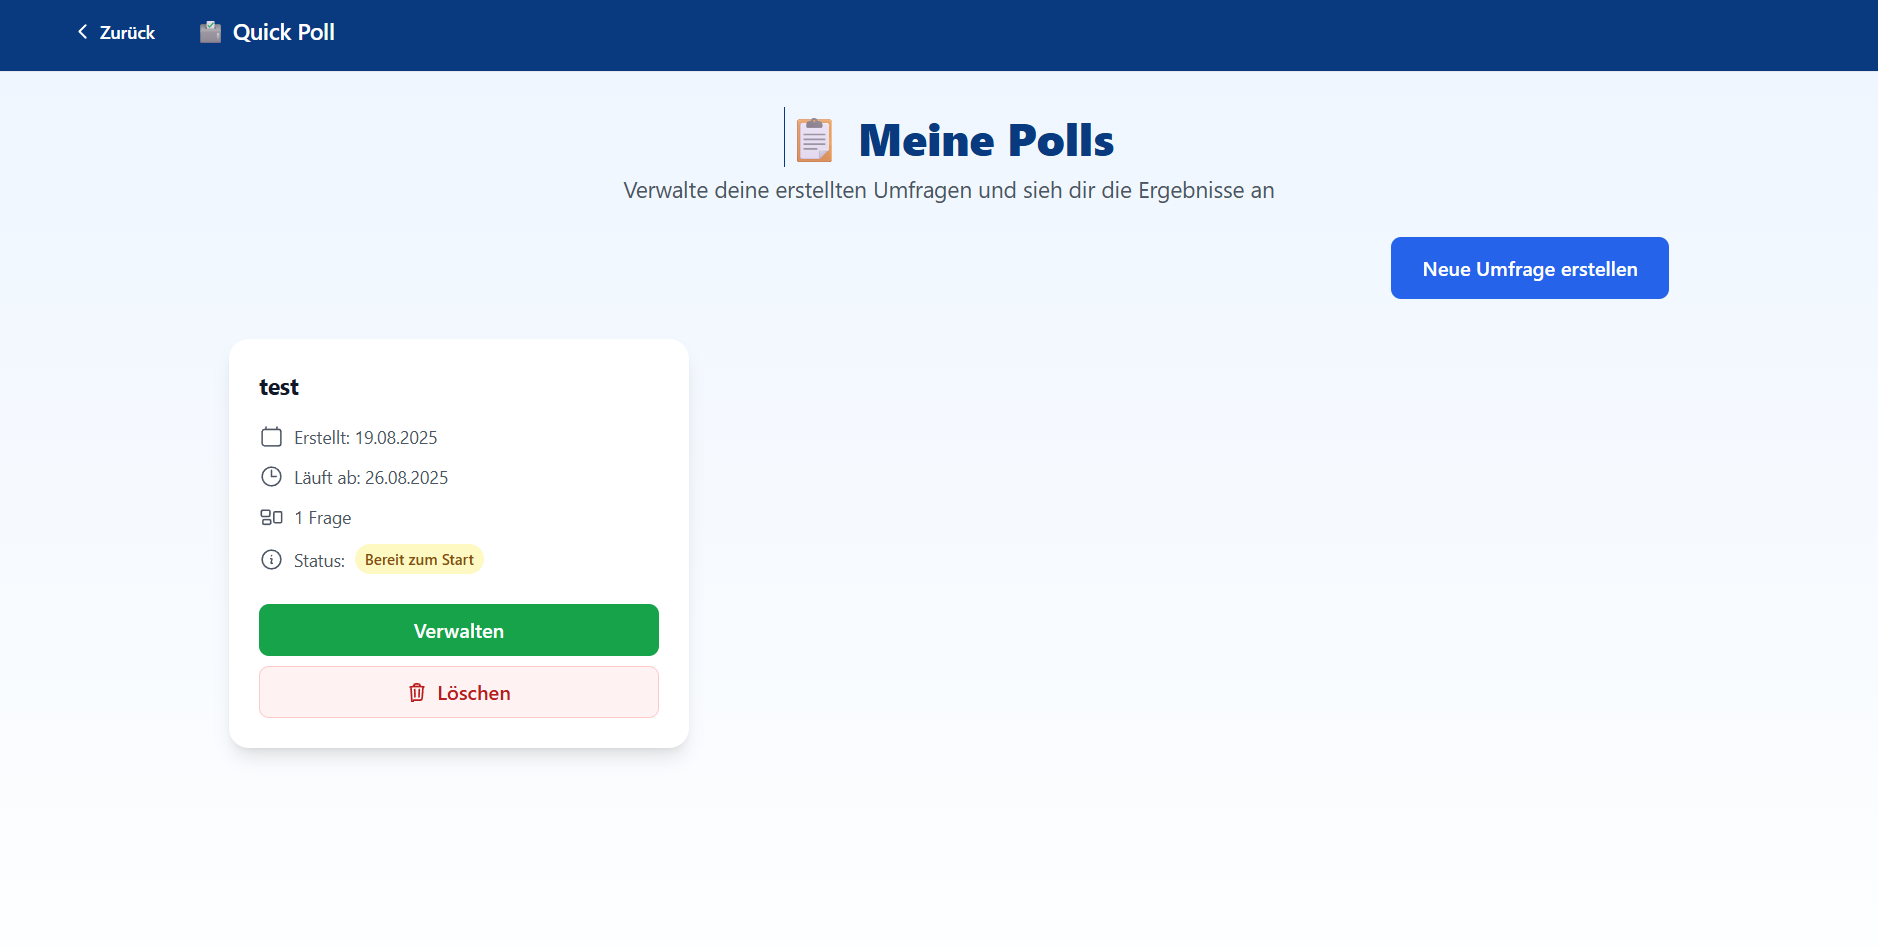 Zurück
Quick Poll
Meine Polls
Verwalte deine erstellten Umfragen und sieh dir die Ergebnisse an
Neue Umfrage erstellen
test
Erstellt: 19.08.2025
Läuft ab: 26.08.2025
1 Frage
Status: Bereit zum Start
Verwalten
Löschen